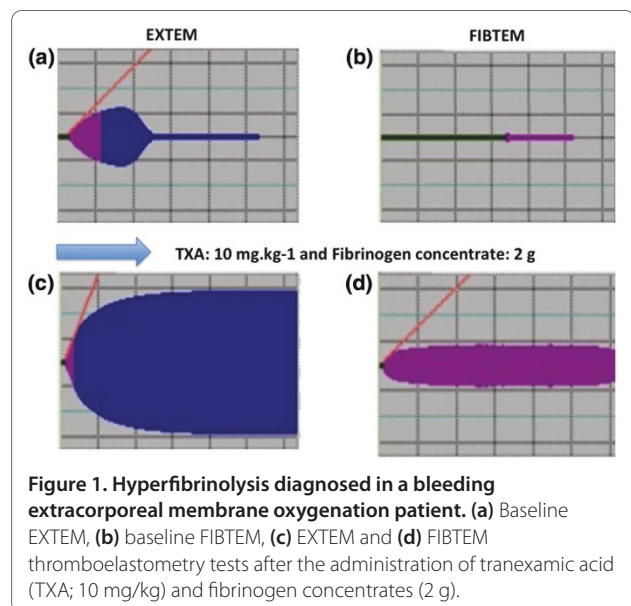 EXTEM
FIBTEM
(a)
(b)
TXA: 10 mg.kg-1 and Fibrinogen concentrate: 2 g
(c)
(d)
Figure 1. Hyperfibrinolysis diagnosed in a bleeding
extracorporeal membrane oxygenation patient. (a) Baseline
EXTEM, (b) baseline FIBTEM, (c) EXTEM and (d) FIBTEM
thromboelastometry tests after the administration of tranexamic acid
(TXA; 10 mg/kg) and fibrinogen concentrates (2 g).